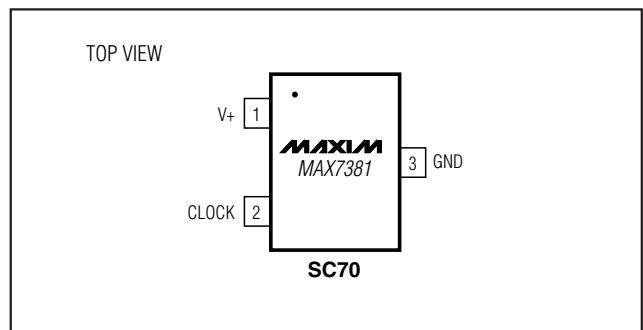 TOP VIEW
V+ 1
MAXIM
MAX7381
3 GND
CLOCK 2
SC70